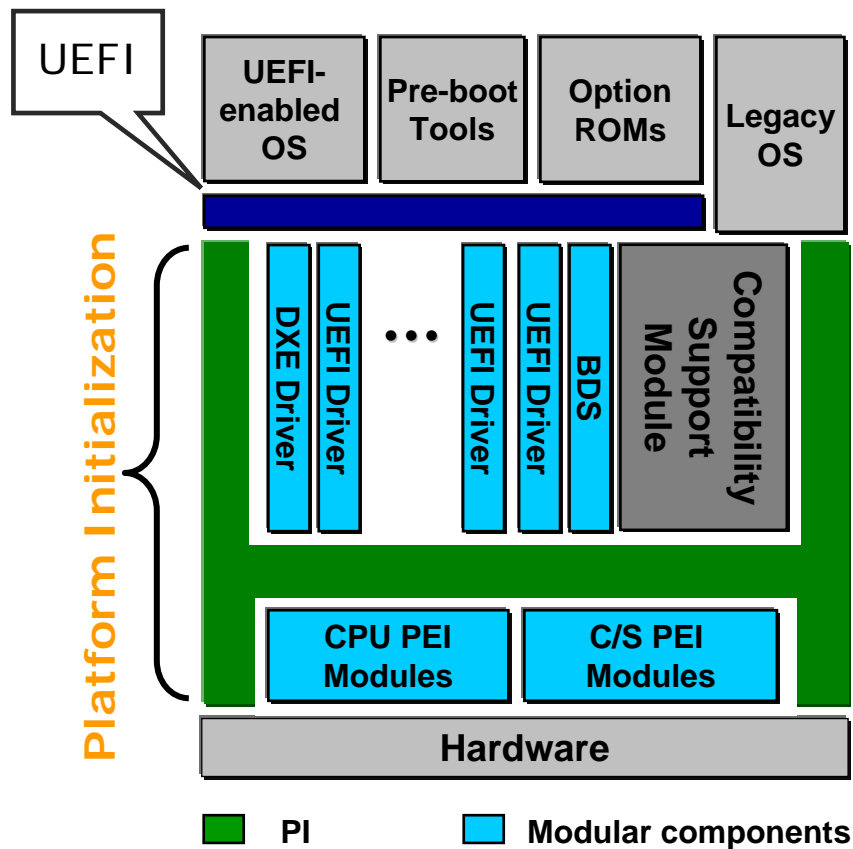 UEFI
UEFI-
enabled
OS
Pre-boot
Tools
Option
ROMs
Legacy
OS
Platform Initialization
DXE Driver
UEFI Driver
...
UEFI Driver
UEFI Driver
BDS
Compatibility
Support
Module
CPU PEI
Modules
C/S PEI
Modules
Hardware
PI
Modular components